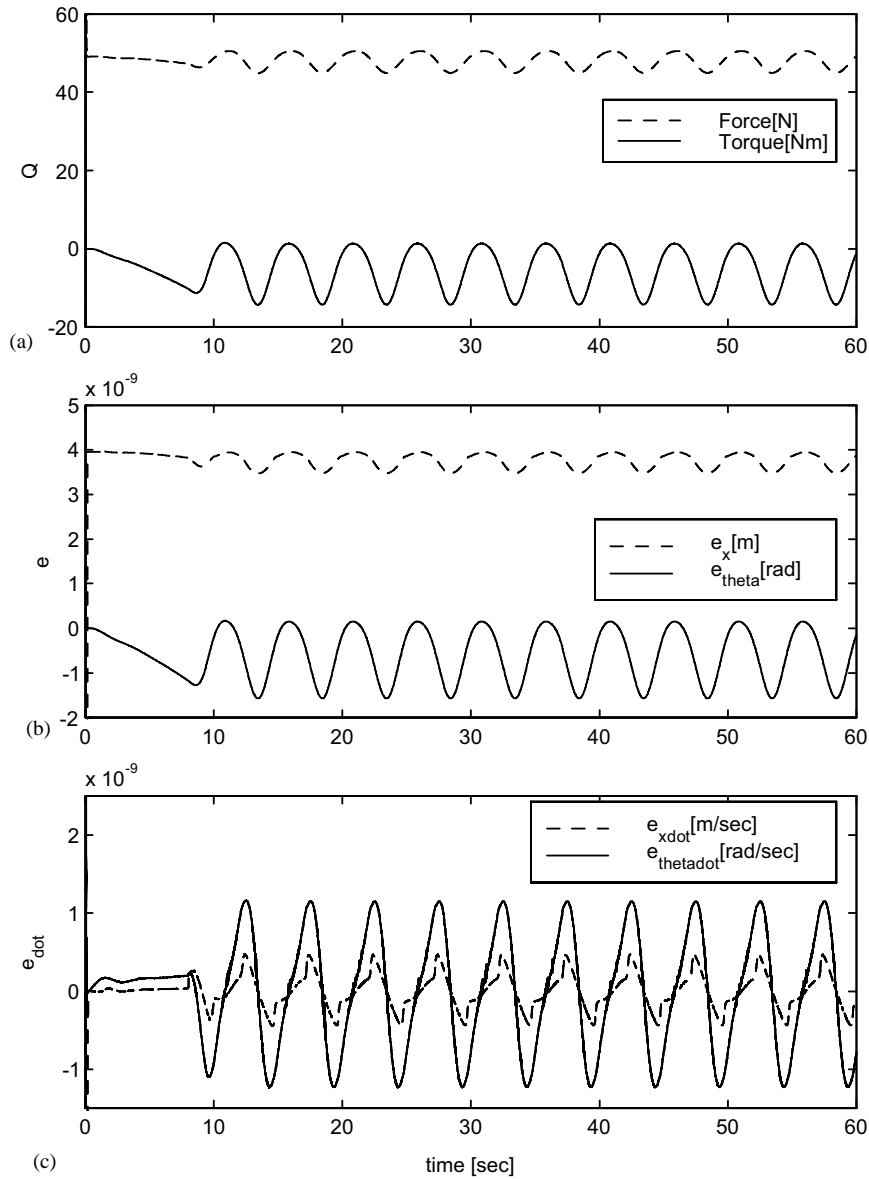 60
40
20
0
-20
Q
Force[N]
Torque[Nm]
(a)
0 10 20 30 40 50 60
x 10-9
5
4
3
2
1
0
-1
-2
e
e_x[m]
e_theta[rad]
(b)
0 10 20 30 40 50 60
x 10-9
2
1
0
-1
e_dot
e_xdot[m/sec]
e_thetadot[rad/sec]
0 10 20 30 40 50 60
(c)
time [sec]